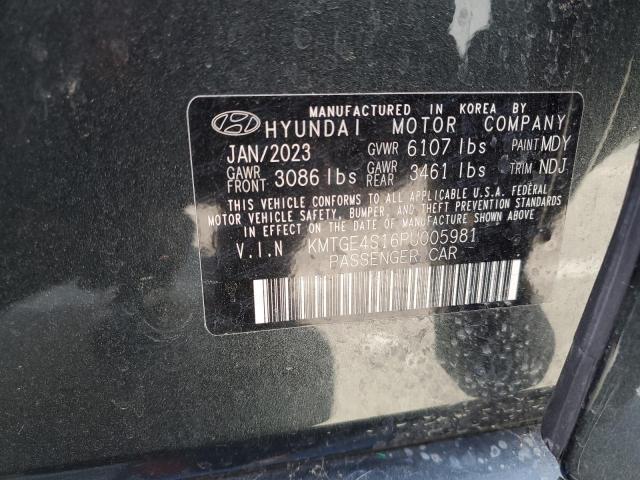 MANUFACTURED IN KOREA BY
HYUNDAI MOTOR COMPANY
JAN/2023 GVWR 6107 lbs PAINT MDY
GAWR FRONT 3086 lbs GAWR REAR 3461 lbs TRIM NDJ
THIS VEHICLE CONFORMS TO ALL APPLICABLE U.S.A. FEDERAL
MOTOR VEHICLE SAFETY, BUMPER, AND THEFT PREVENTION STANDARDS
IN EFFECT ON THE DATE OF MANUFACTURE SHOWN ABOVE.
V.I.N KMTGE4S16PU005981
PASSENGER CAR